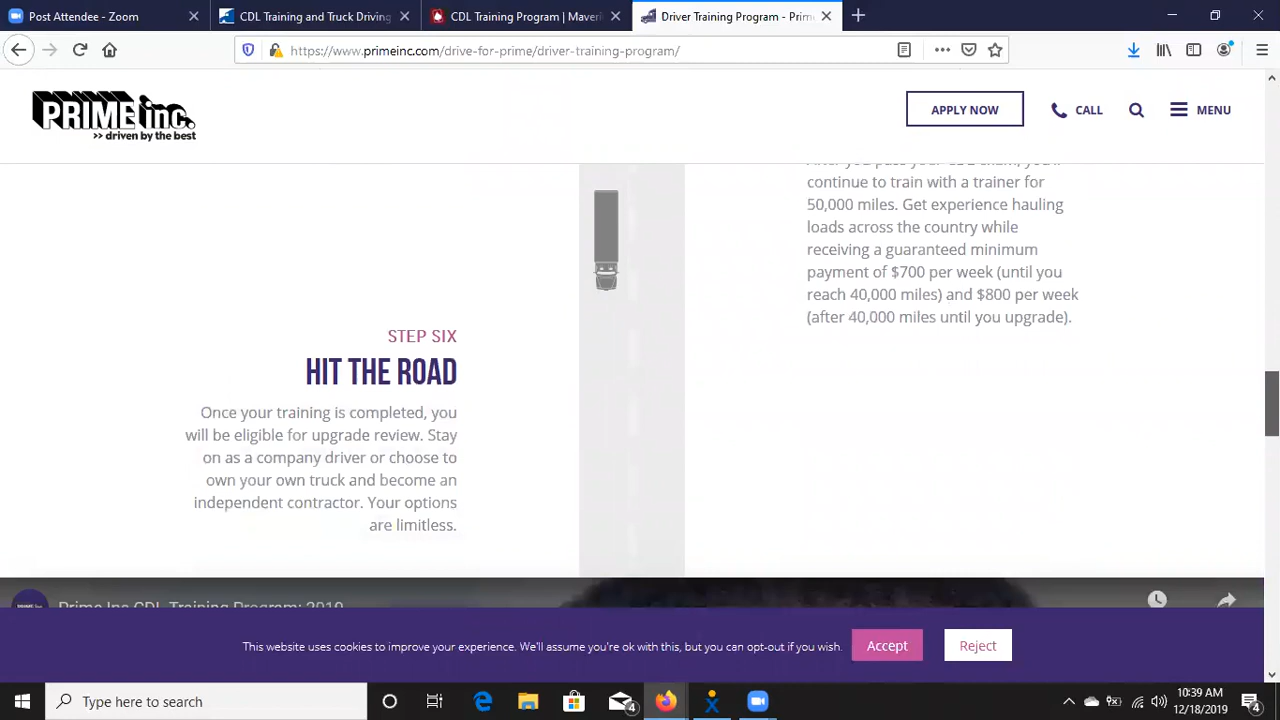 Post Attendee - Zoom
CDL Training and Truck Driving
CDL Training Program | Maveri
Driver Training Program - Prim
https://www.primeinc.com/drive-for-prime/driver-training-program/
PRIME inc.
>> driven by the best
APPLY NOW
CALL
MENU
continue to train with a trainer for
50,000 miles. Get experience hauling
loads across the country while
receiving a guaranteed minimum
payment of $700 per week (until you
reach 40,000 miles) and $800 per week
(after 40,000 miles until you upgrade).
STEP SIX
HIT THE ROAD
Once your training is completed, you
will be eligible for upgrade review. Stay
on as a company driver or choose to
own your own truck and become an
independent contractor. Your options
are limitless.
Prime Inc CDL Training Program: 2019
This website uses cookies to improve your experience. We'll assume you're ok with this, but you can opt-out if you wish.
Accept
Reject
Type here to search
4
10:39 AM
12/18/2019
4